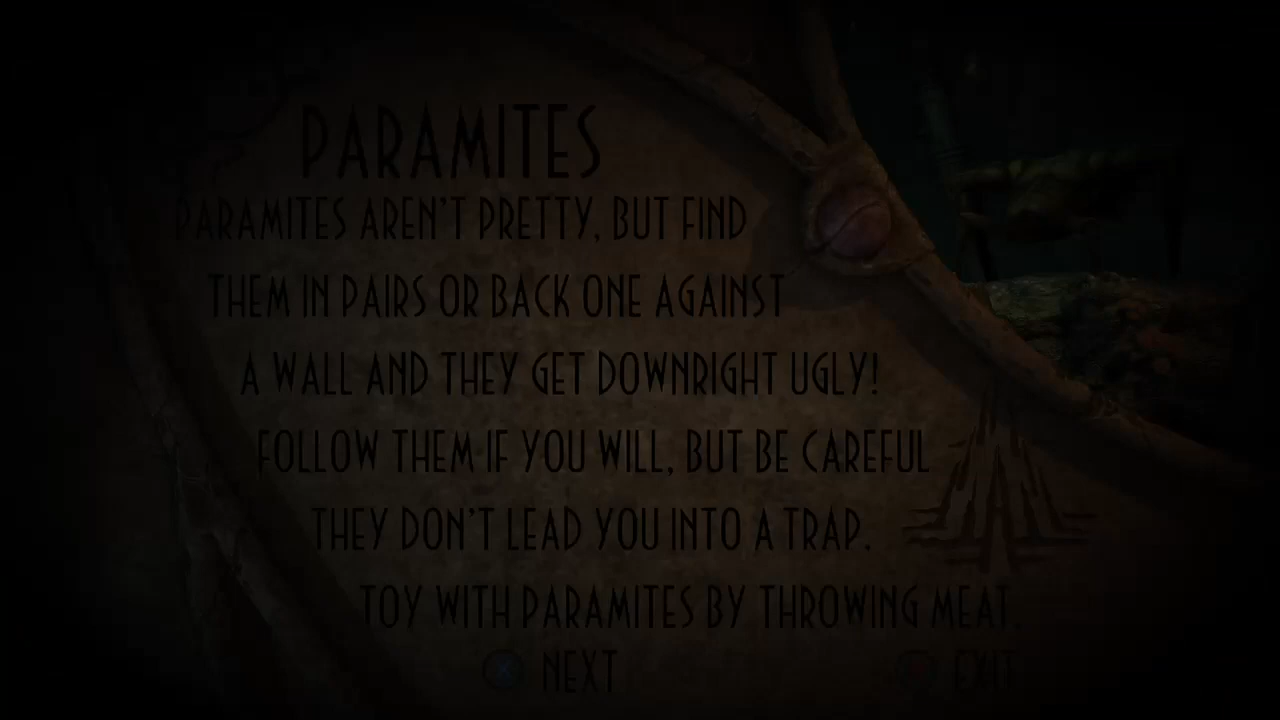 PARAMITES
PARAMITES AREN'T PRETTY, BUT FIND
THEM IN PAIRS OR BACK ONE AGAINST
A WALL AND THEY GET DOWNRIGHT UGLY!
FOLLOW THEM IF YOU WILL, BUT BE CAREFUL
THEY DON'T LEAD YOU INTO A TRAP.
TOY WITH PARAMITES BY THROWING MEAT.
NEXT EXIT